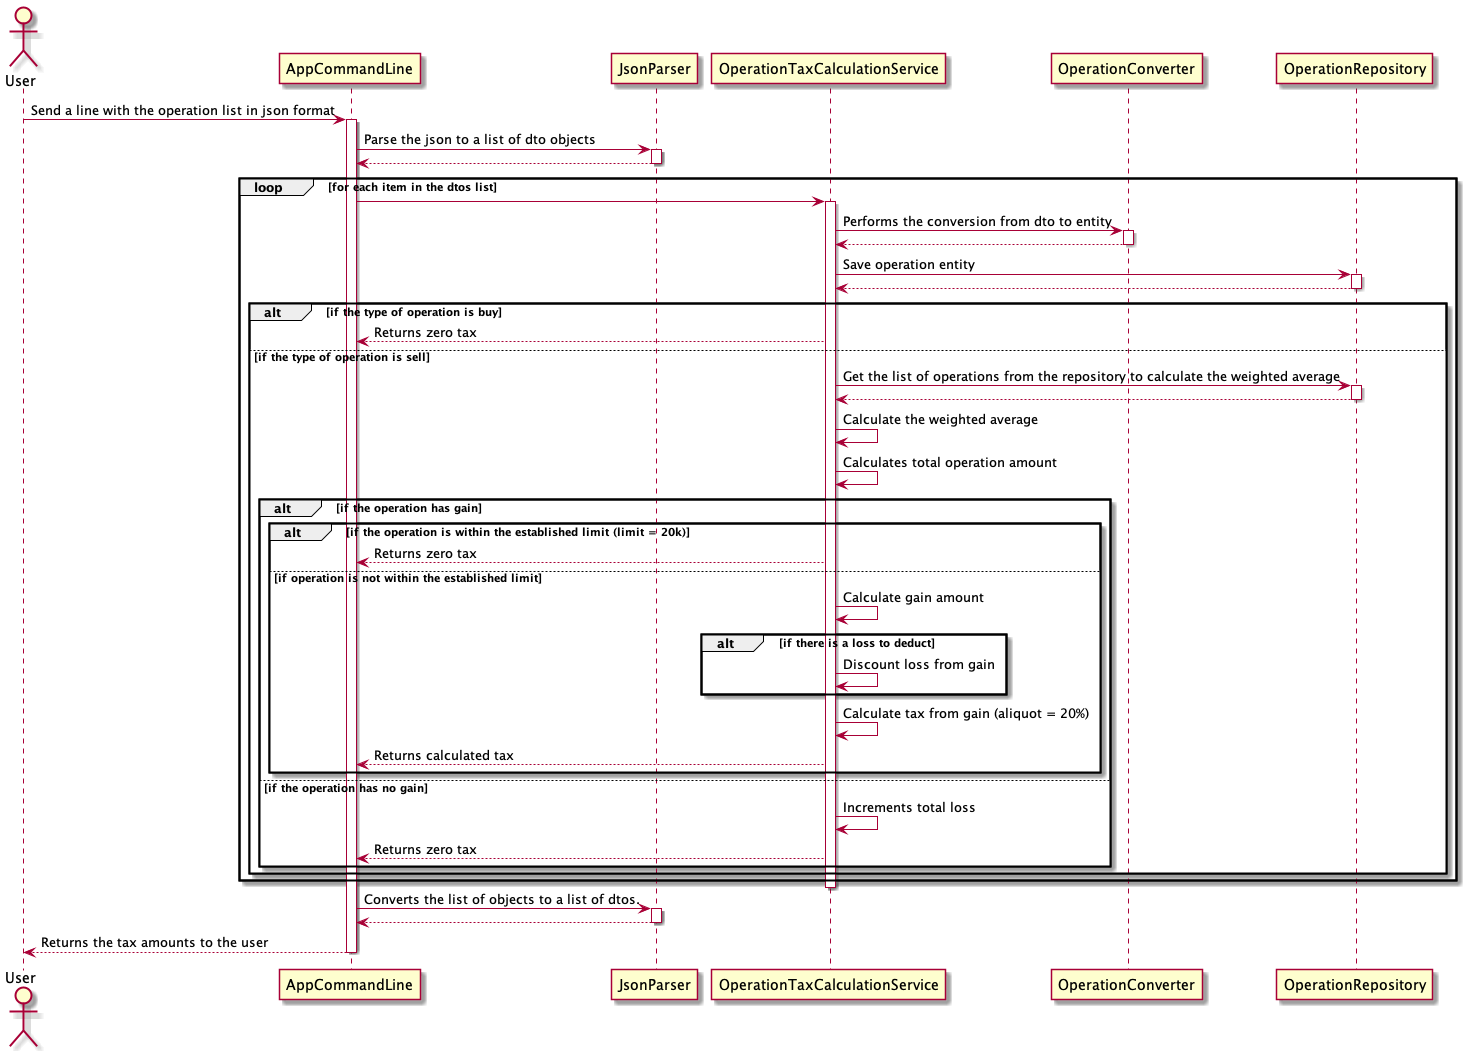 User
AppCommandLine
JsonParser
OperationTaxCalculationService
OperationConverter
OperationRepository
Send a line with the operation list in json format
Parse the json to a list of dto objects
loop
[for each item in the dtos list]
Performs the conversion from dto to entity
Save operation entity
alt
[if the type of operation is buy]
Returns zero tax
[if the type of operation is sell]
Get the list of operations from the repository to calculate the weighted average
Calculate the weighted average
Calculates total operation amount
alt
[if the operation has gain]
alt
[if the operation is within the established limit (limit = 20k)]
Returns zero tax
[if operation is not within the established limit]
Calculate gain amount
alt
[if there is a loss to deduct]
Discount loss from gain
Calculate tax from gain (aliquot = 20%)
Returns calculated tax
[if the operation has no gain]
Increments total loss
Returns zero tax
Converts the list of objects to a list of dtos.
Returns the tax amounts to the user
User
AppCommandLine
JsonParser
OperationTaxCalculationService
OperationConverter
OperationRepository